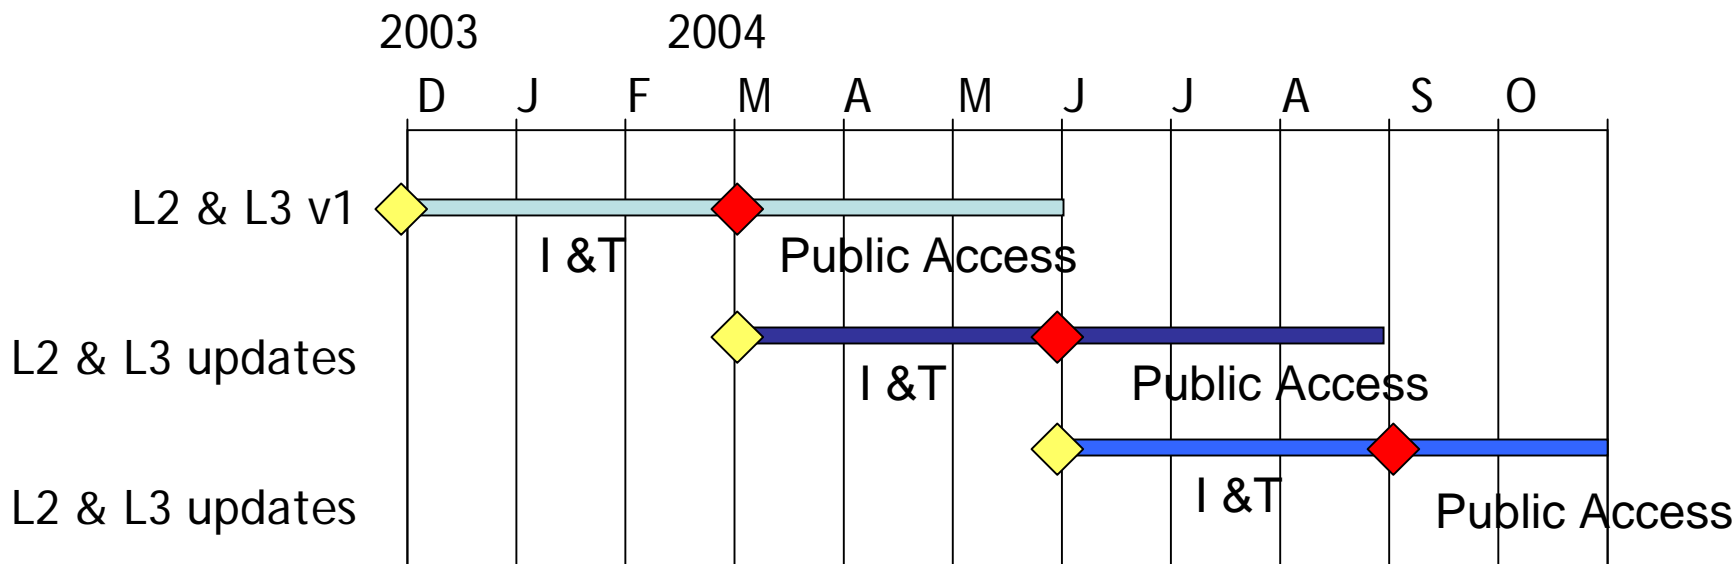 2003 2004
D J F M A M J J A S O
L2 & L3 v1
I &T Public Access
L2 & L3 updates
I &T Public Access
L2 & L3 updates
I &T Public Access